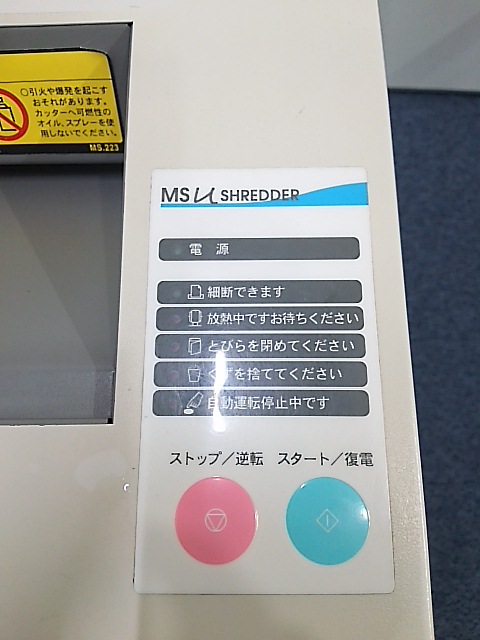 ○引火や爆発を起こす
おそれがあります。
カッターへ可燃性の
オイル、スプレーを使
用しないでください。
MS.223
MSU SHREDDER
電 源
細断できます
放熱中ですお待ちください
とびらを閉めてください
くずを捨ててください
自動運転停止中です
ストップ/逆転 スタート/復電